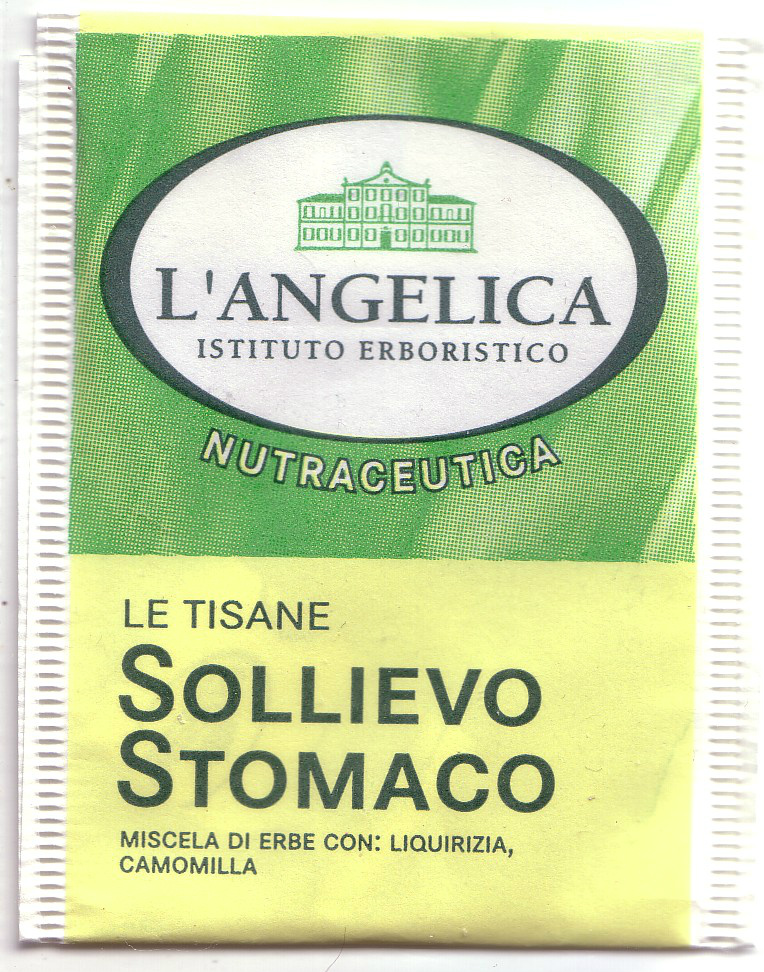 L'ANGELICA
ISTITUTO ERBORISTICO
NUTRACEUTICA
LE TISANE
SOLLIEVO
STOMACO
MISCELA DI ERBE CON: LIQUIRIZIA,
CAMOMILLA